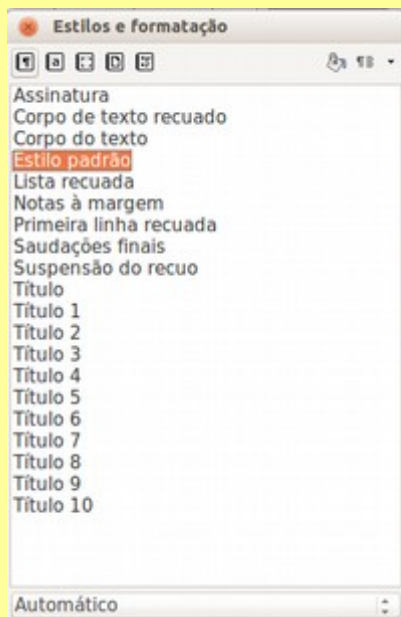 Estilos e formatação
Assinatura
Corpo de texto recuado
Corpo do texto
Estilo padrão
Lista recuada
Notas à margem
Primeira linha recuada
Saudações finais
Suspensão do recuo
Título
Título 1
Título 2
Título 3
Título 4
Título 5
Título 6
Título 7
Título 8
Título 9
Título 10
Automático